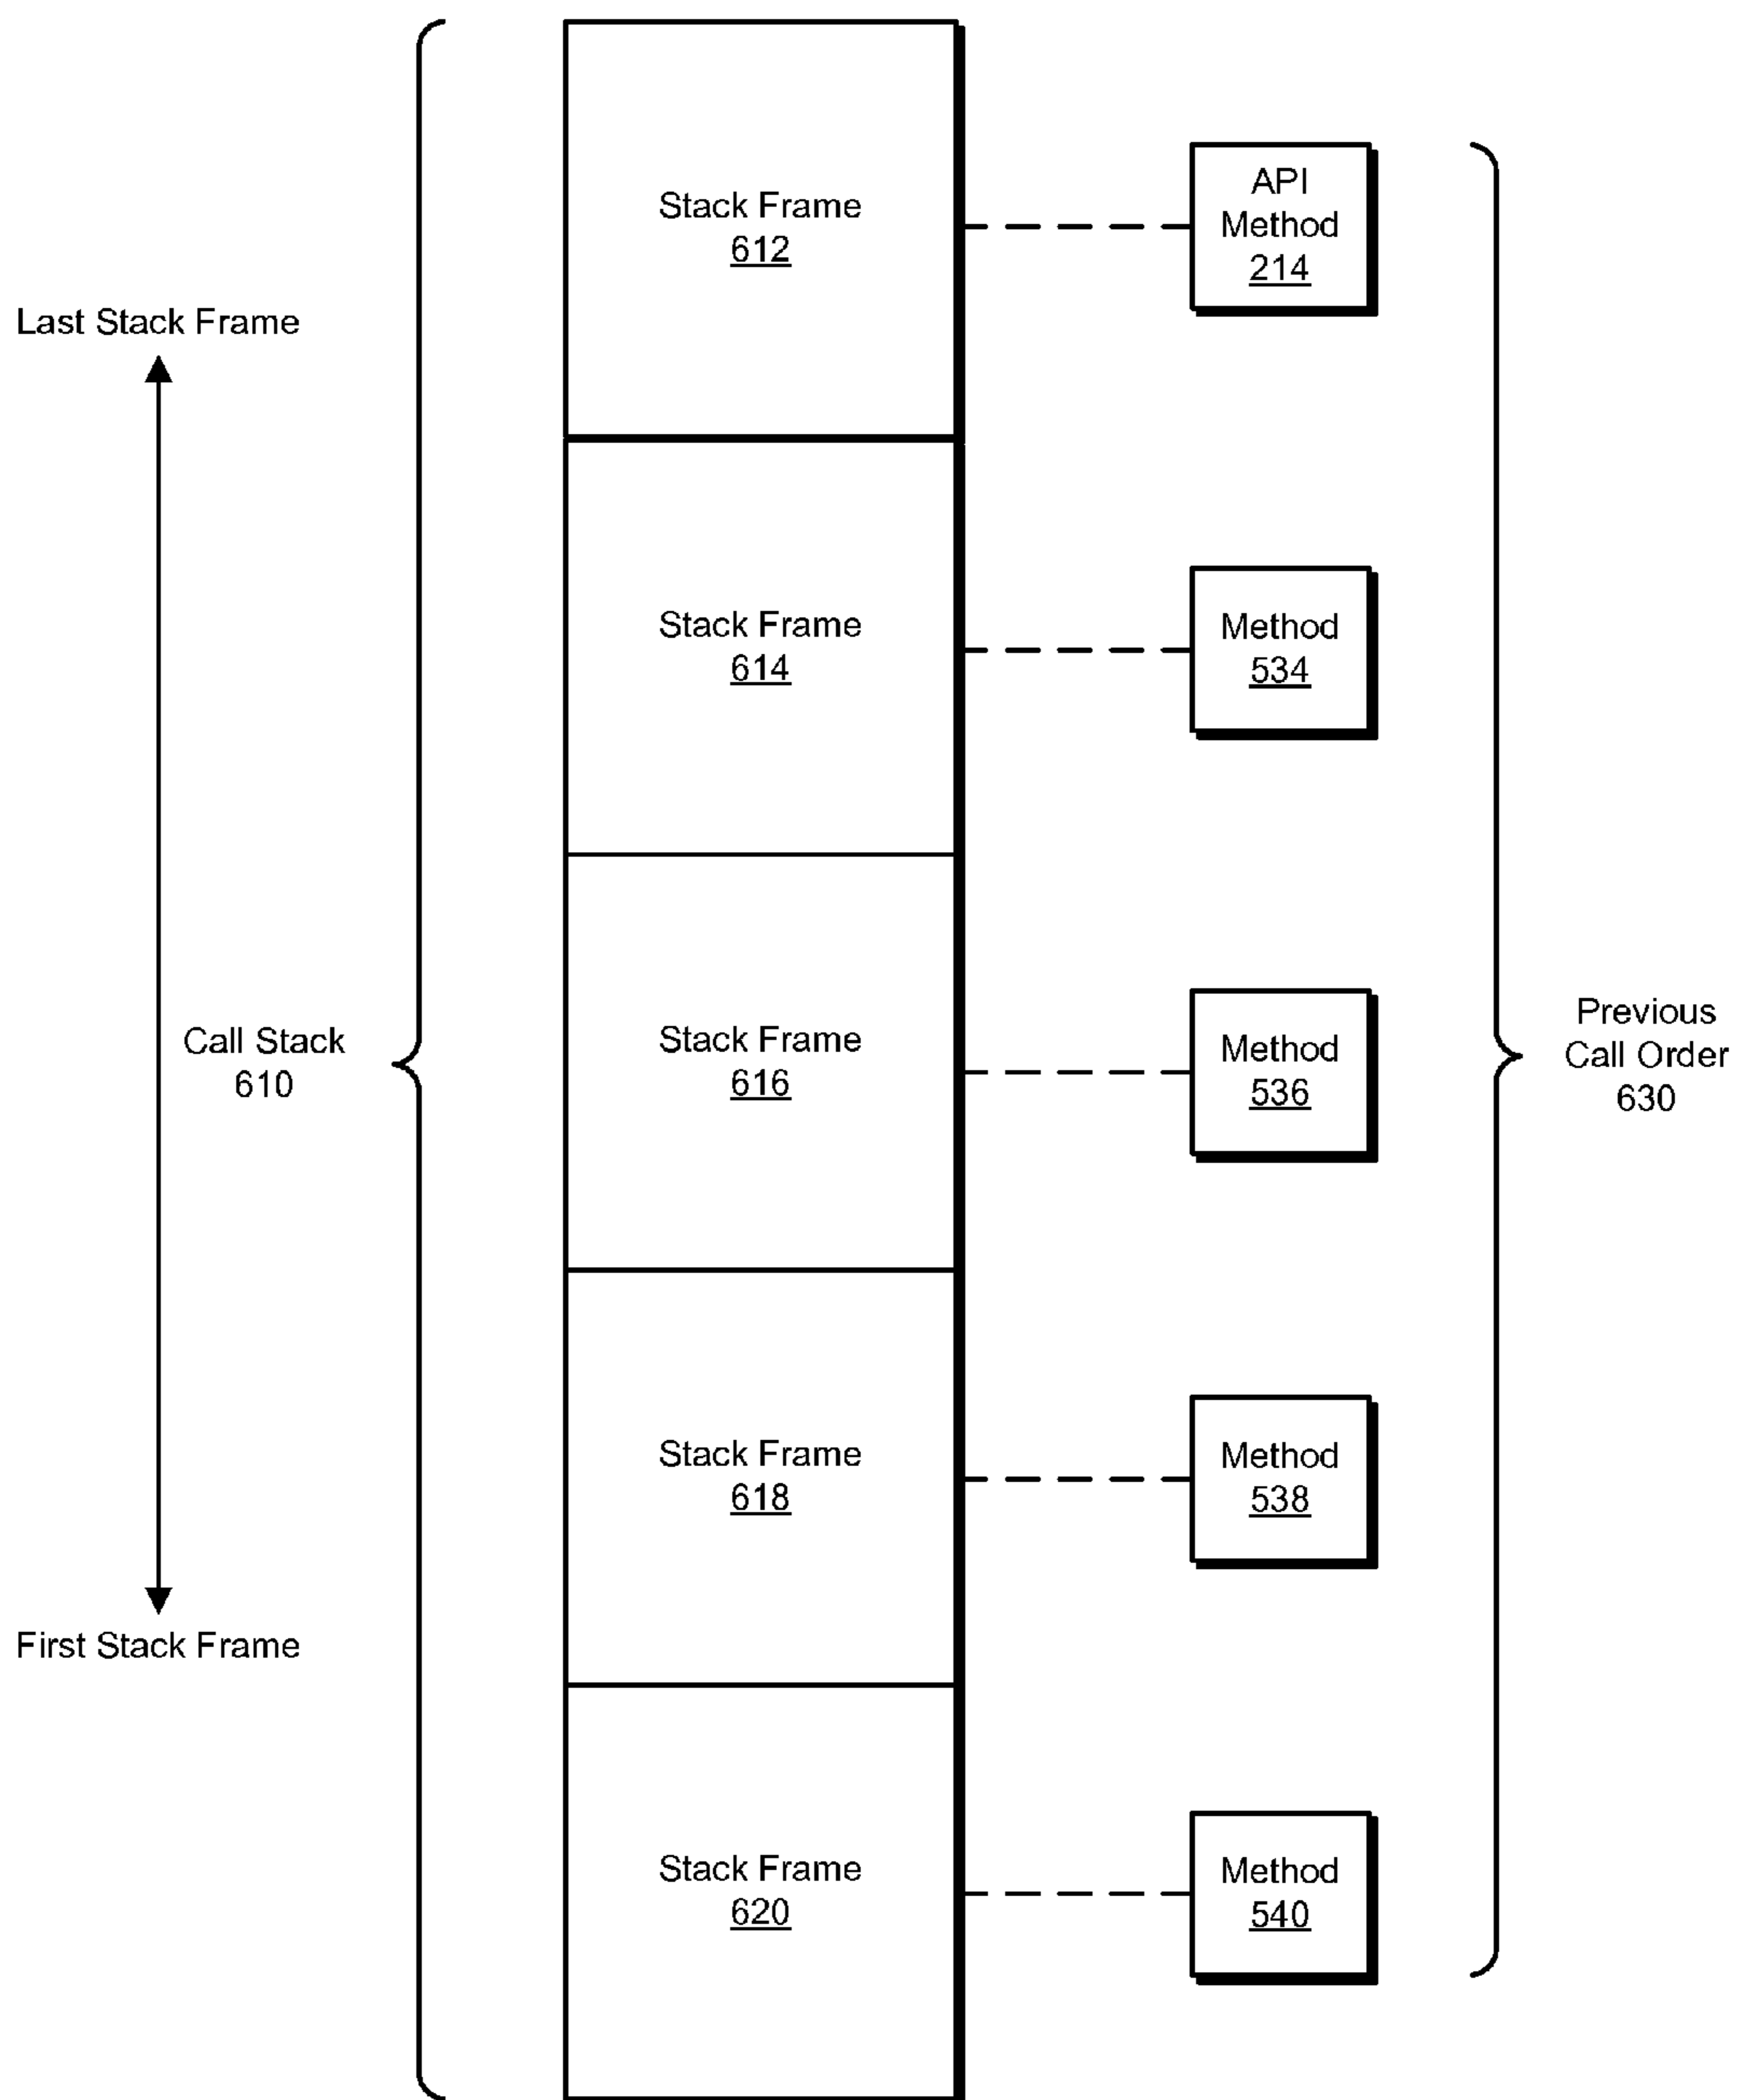 API
Method
214
Stack Frame
612
Last Stack Frame
Stack Frame
614
Method
534
Call Stack
610
Stack Frame
616
Method
536
Previous
Call Order
630
Stack Frame
618
Method
538
First Stack Frame
Stack Frame
620
Method
540